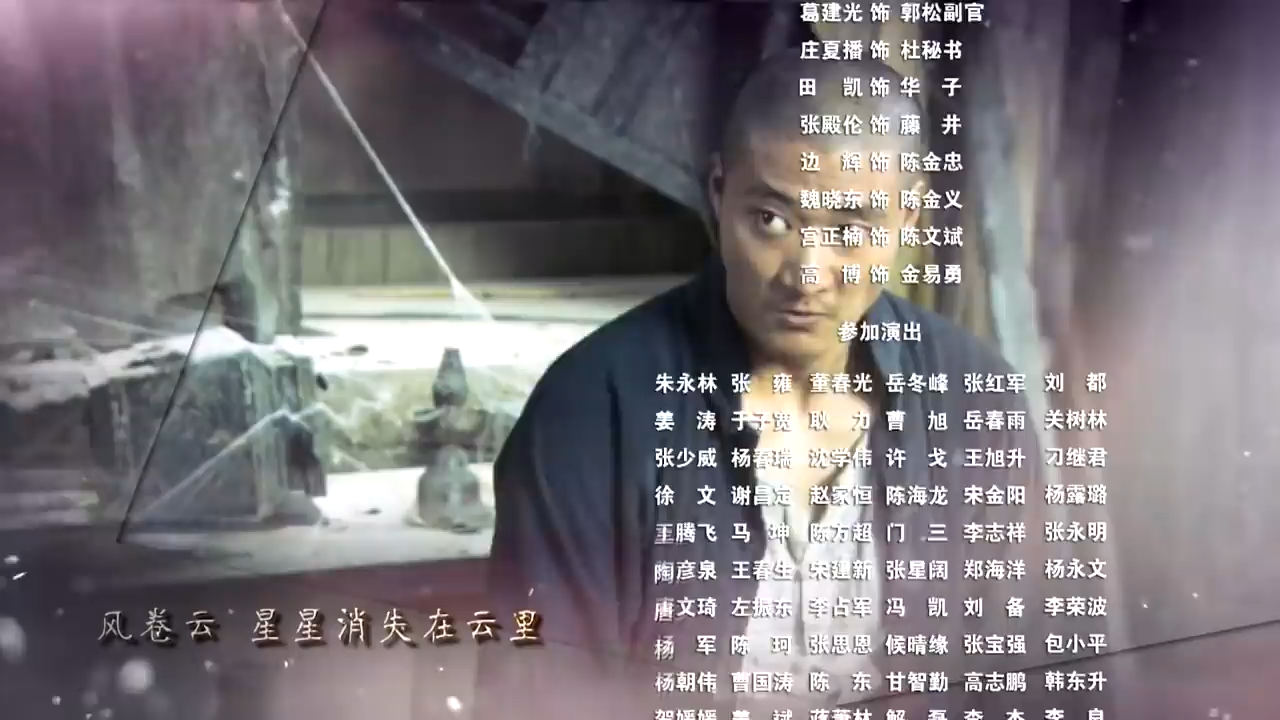 葛建光 饰 郭松副官
庄夏播 饰 杜秘书
田 凯 饰 华 子
张殿伦 饰 藤 井
边 辉 饰 陈金忠
魏晓东 饰 陈金义
宫正楠 饰 陈文斌
高 博 饰 金易勇
参加演出
朱永林 张 雍 董春光 岳冬峰 张红军 刘 都
姜 涛 于子宽 耿 力 曹 旭 岳春雨 关树林
张少威 杨春瑞 沈学伟 许 戈 王旭升 刁继君
徐 文 谢昌定 赵家恒 陈海龙 宋金阳 杨露璐
王腾飞 马 坤 陈方超 门 三 李志祥 张永明
陶彦泉 王春生 宋建新 张星阔 郑海洋 杨永文
唐文琦 左振东 李占军 冯 凯 刘 备 李荣波
杨 军 陈 珂 张思恩 候晴缘 张宝强 包小平
杨朝伟 曹国涛 陈 东 甘智勤 高志鹏 韩东升
风卷云 星星消失在云里